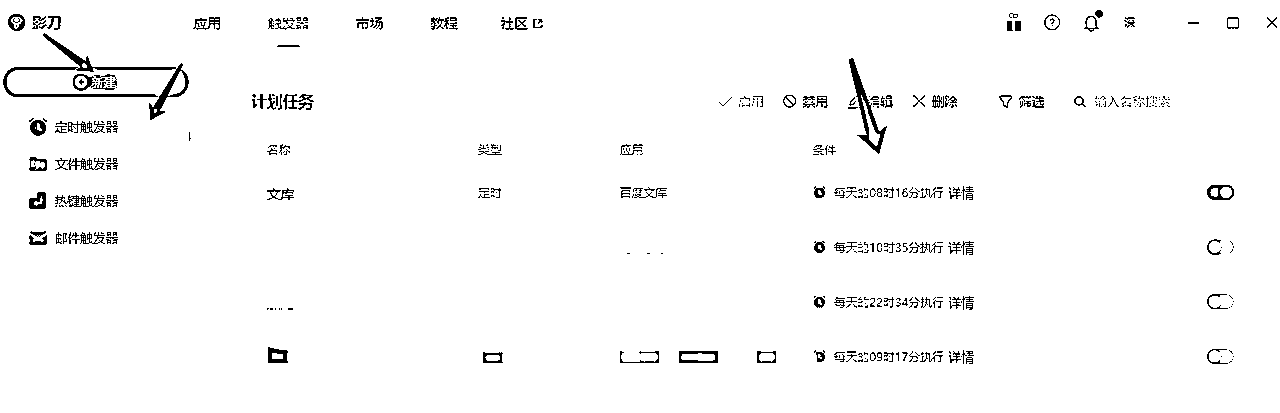 影刀 应用 触发器 市场 教程 社区
新建
计划任务 启用 禁用 编辑 删除 筛选 输入名称搜索
定时触发器
文件触发器
热键触发器
邮件触发器
名称 类型 应用 条件
文库 定时 百度文库 每天的08时16分执行 详情
每天的10时35分执行 详情
每天的22时34分执行 详情
每天的09时17分执行 详情